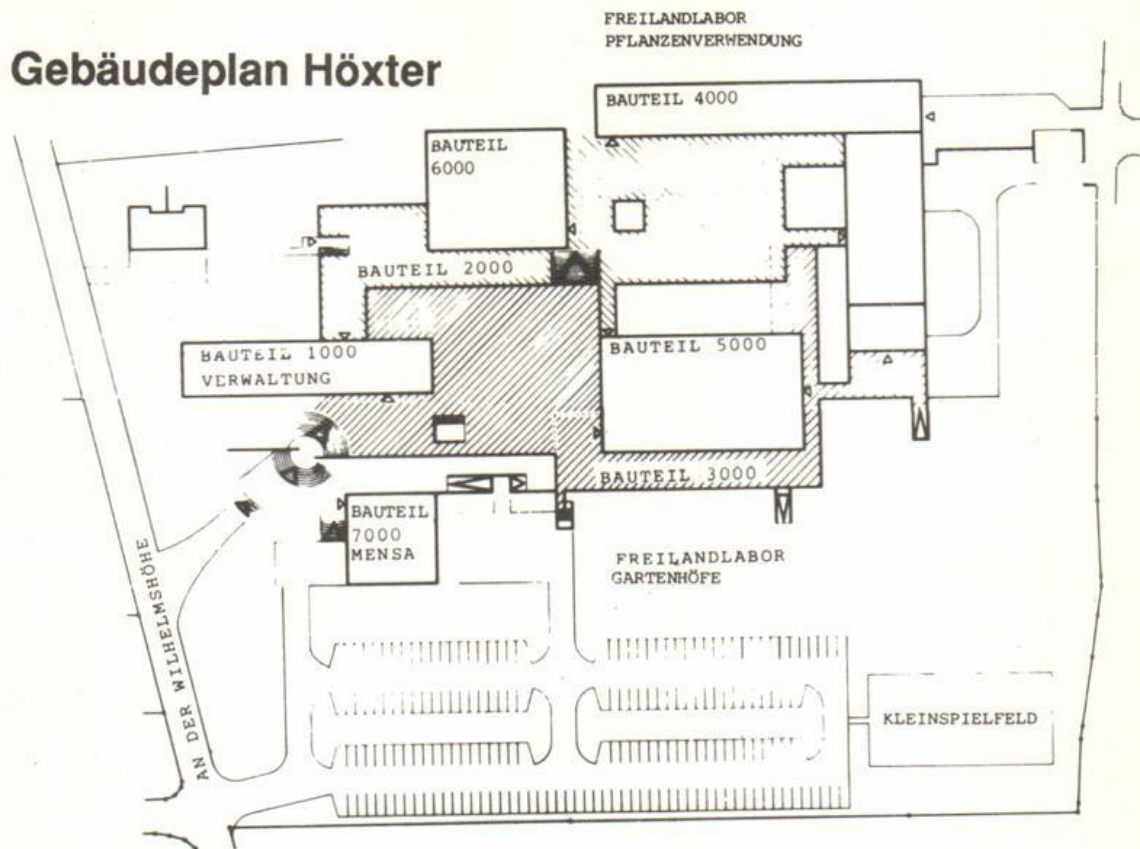 FREILANDLABOR
PFLANZENVERWENDUNG
Gebäudeplan Höxter
BAUTEIL 4000
BAUTEIL
6000
BAUTEIL 2000
BAUTEIL 1000
VERWALTUNG
BAUTEIL 5000
BAUTEIL 3000
BAUTEIL
7000
MENSA
FREILANDLABOR
GARTENHÖFE
AN DER WILHELMSHÖHE
KLEINSPIELFELD